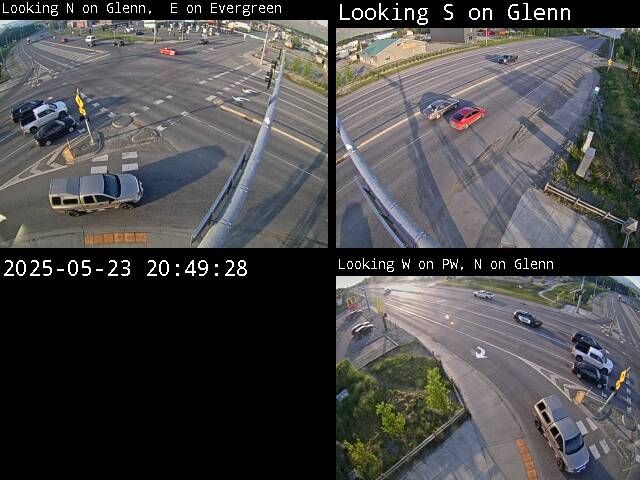 Looking N on Glenn,  E on Evergreen
Looking S on Glenn
2025-05-23 20:49:28
Looking W on PW, N on Glenn